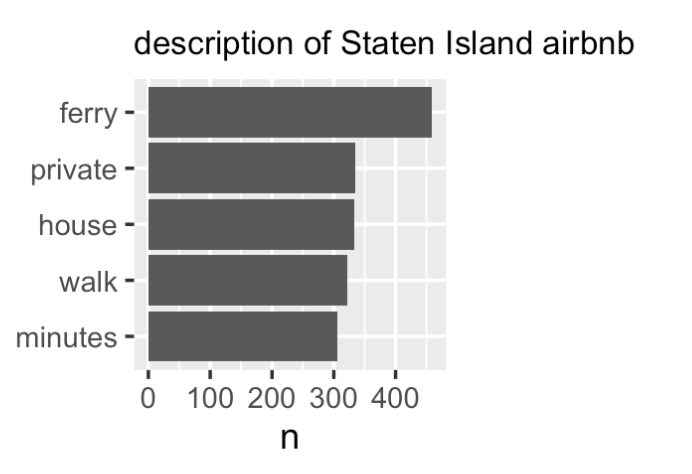 description of Staten Island airbnb
ferry
private
house
walk
minutes
0 100 200 300 400
n